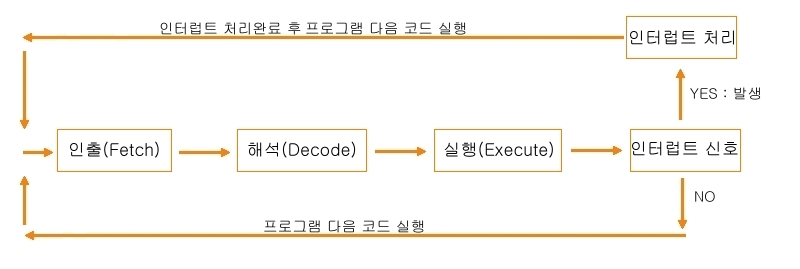 인터럽트 처리완료 후 프로그램 다음 코드 실행
인터럽트 처리
YES : 발생
인출(Fetch)
해석(Decode)
실행(Execute)
인터럽트 신호
NO
프로그램 다음 코드 실행